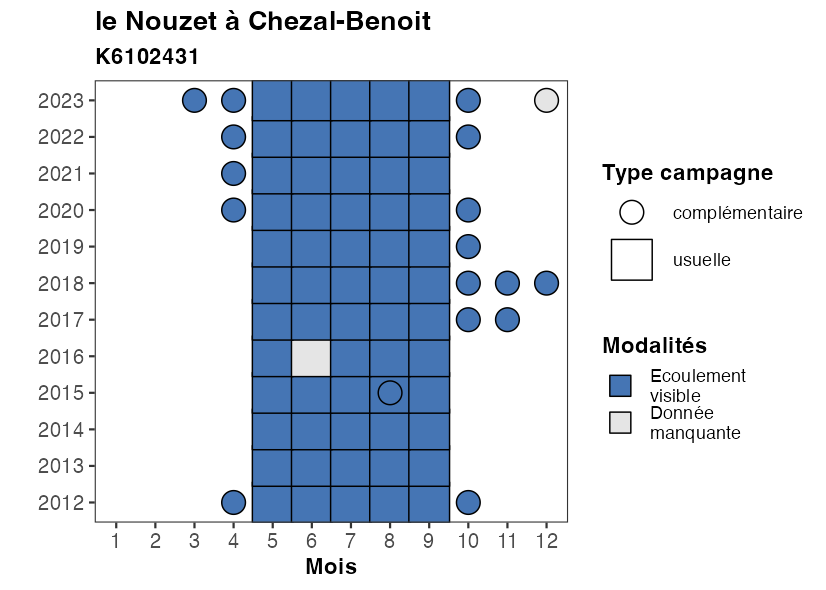 le Nouzet à Chezal-Benoit
K6102431
2023
2022
2021
2020
2019
2018
2017
2016
2015
2014
2013
2012
1 2 3 4 5 6 7 8 9 10 11 12
Mois
Type campagne
complémentaire
usuelle
Modalités
Ecoulement
visible
Donnée
manquante